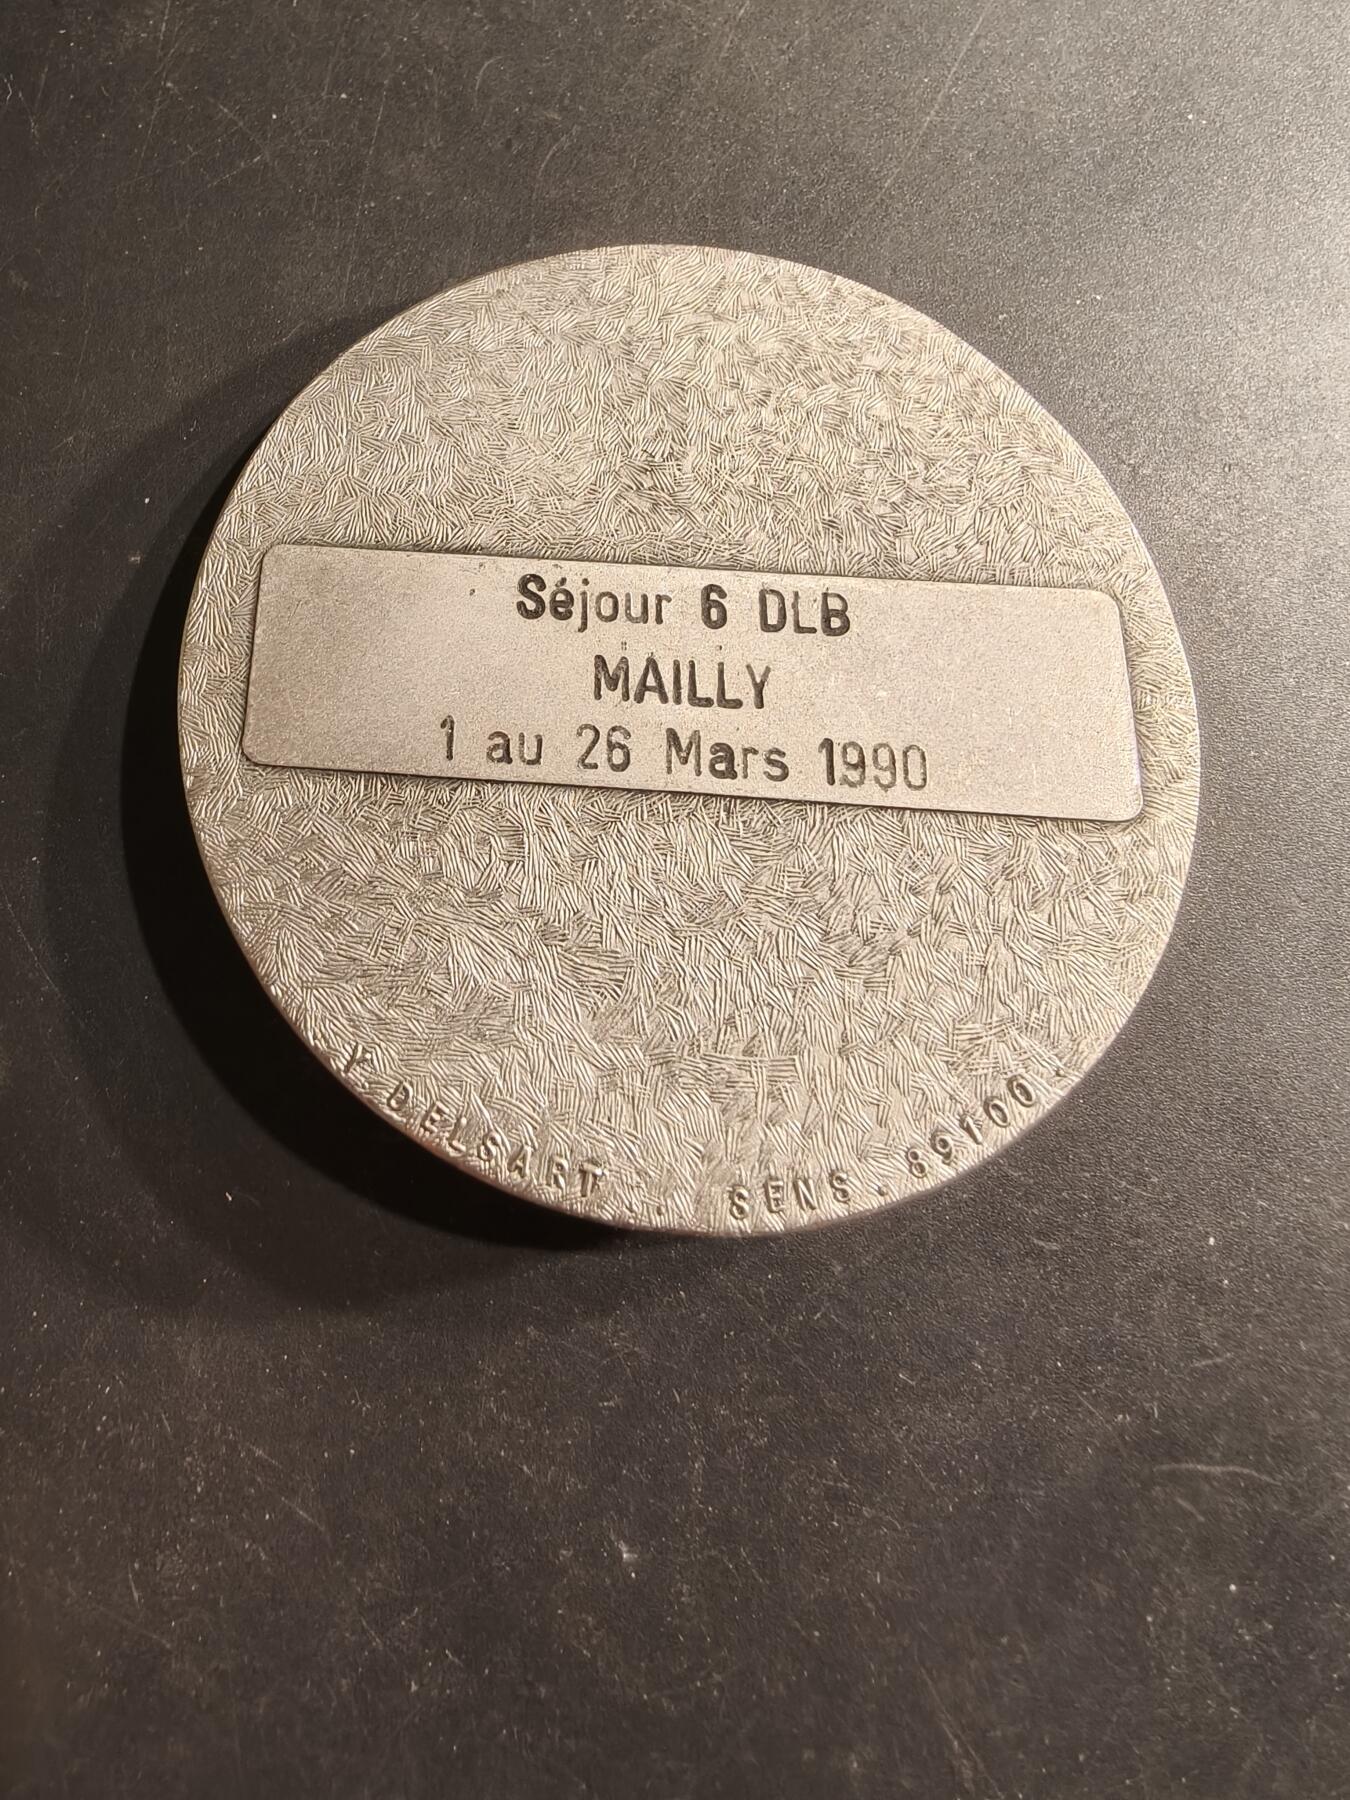 Séjour 6 DLB
MAILLY
1 au 26 Mars 1990
Y. DELSART. SENS. 89100.